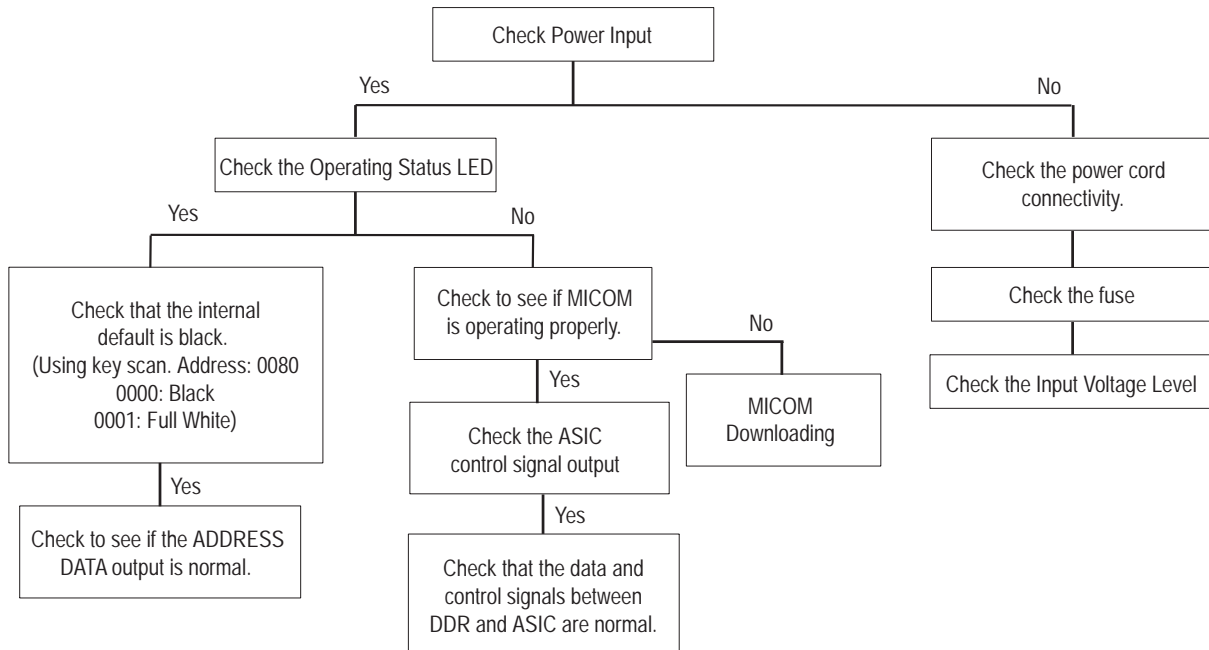 Check Power Input
Yes
No
Check the Operating Status LED
Check the power cord
connectivity.
Yes
No
Check that the internal
default is black.
(Using key scan. Address: 0080
0000: Black
0001: Full White)
Check to see if MICOM
is operating properly.
No
Check the fuse
Yes
MICOM
Downloading
Check the Input Voltage Level
Check the ASIC
control signal output
Yes
Yes
Check to see if the ADDRESS
DATA output is normal.
Check that the data and
control signals between
DDR and ASIC are normal.